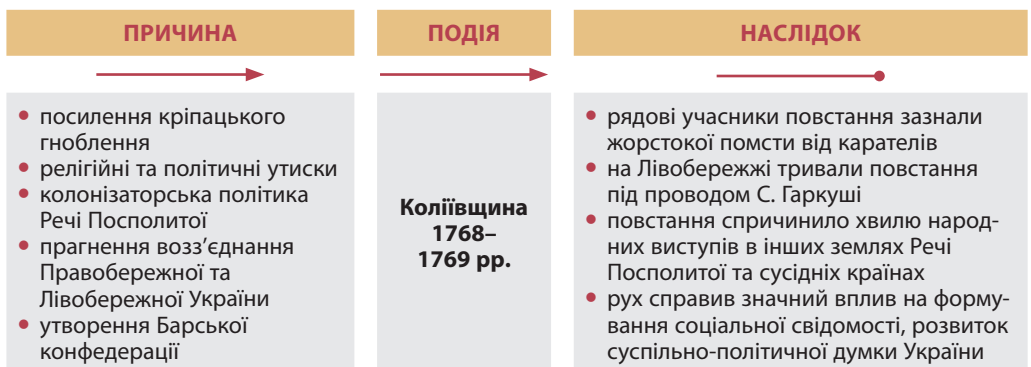 ПРИЧИНА
ПОДІЯ
НАСЛІДОК
• посилення кріпацького
гноблення
• релігійні та політичні утиски
• колонізаторська політика
Речі Посполитої
• прагнення возз’єднання
Правобережної та
Лівобережної України
• утворення Барської
конфедерації
Коліївщина
1768–
1769 рр.
• рядові учасники повстання зазнали
жорстокої помсти від карателів
• на Лівобережжі тривали повстання
під проводом С. Гаркуші
• повстання спричинило хвилю народ-
них виступів в інших землях Речі
Посполитої та сусідніх країнах
• рух справив значний вплив на форму-
вання соціальної свідомості, розвиток
суспільно-політичної думки України